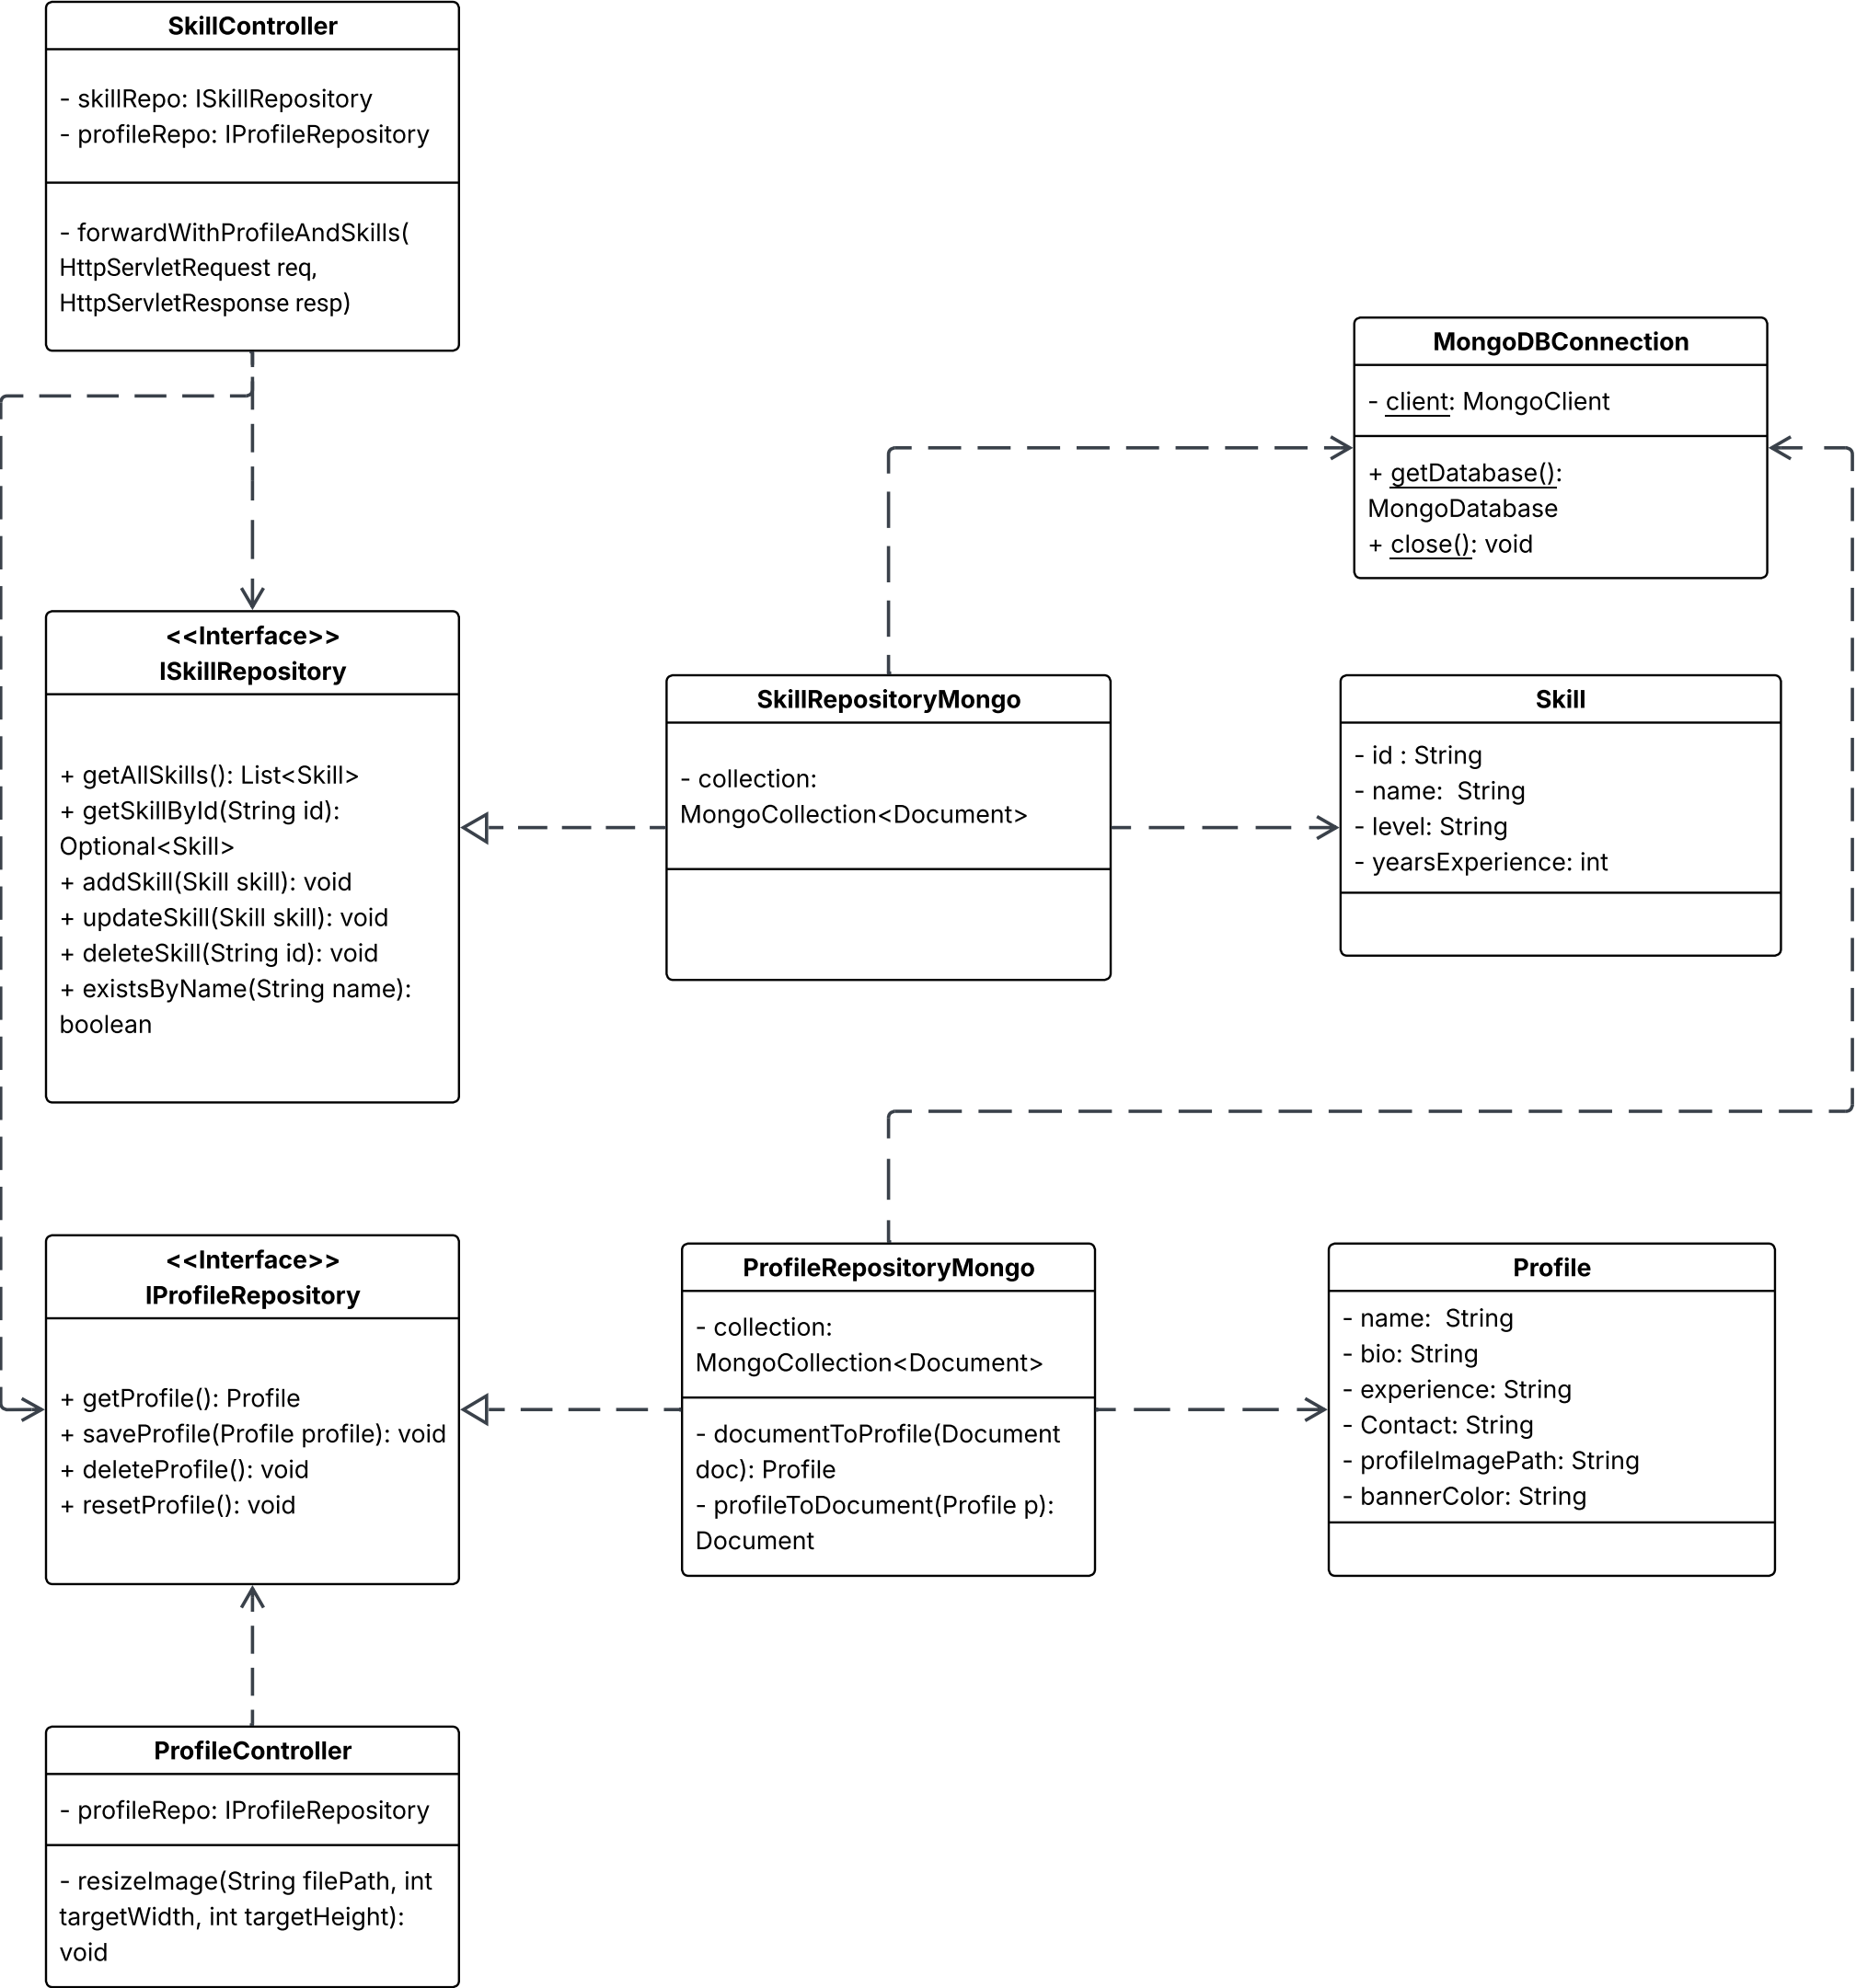 SkillController
- skillRepo: ISkillRepository
- profileRepo: IProfileRepository
- forwardWithProfileAndSkills(
HttpServletRequest req,
HttpServletResponse resp)
MongoDBConnection
- client: MongoClient
+ getDatabase():
MongoDatabase
+ close(): void
<<Interface>>
ISkillRepository
+ getAllSkills(): List<Skill>
+ getSkillById(String id):
Optional<Skill>
+ addSkill(Skill skill): void
+ updateSkill(Skill skill): void
+ deleteSkill(String id): void
+ existsByName(String name):
boolean
SkillRepositoryMongo
- collection:
MongoCollection<Document>
Skill
- id : String
- name:  String
- level: String
- yearsExperience: int
<<Interface>>
IProfileRepository
+ getProfile(): Profile
+ saveProfile(Profile profile): void
+ deleteProfile(): void
+ resetProfile(): void
ProfileRepositoryMongo
- collection:
MongoCollection<Document>
- documentToProfile(Document
doc): Profile
- profileToDocument(Profile p):
Document
Profile
- name:  String
- bio: String
- experience: String
- Contact: String
- profileImagePath: String
- bannerColor: String
ProfileController
- profileRepo: IProfileRepository
- resizeImage(String filePath, int
targetWidth, int targetHeight):
void